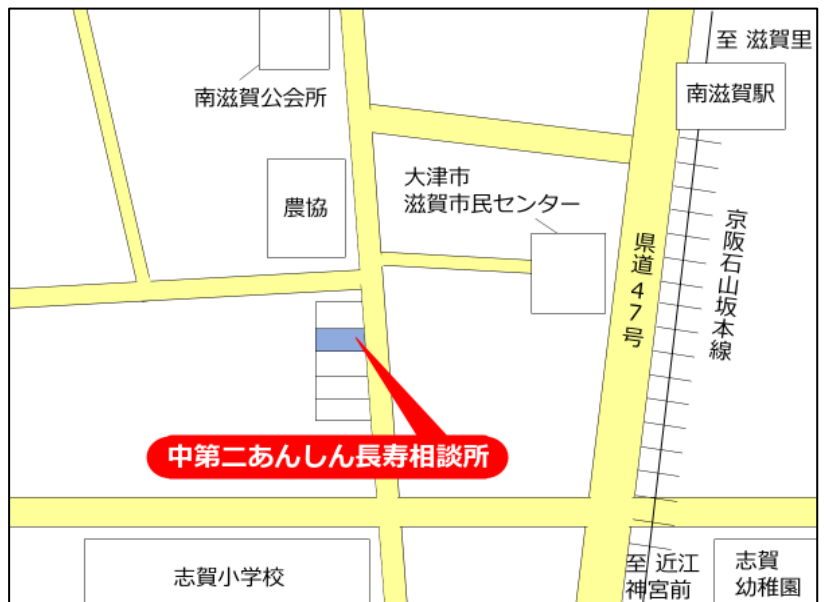 至 滋賀里
南滋賀駅
南滋賀公会所
大津市
滋賀市民センター
農協
県道47号
京阪石山坂本線
中第二あんしん長寿相談所
志賀小学校
至 近江
神宮前
志賀
幼稚園